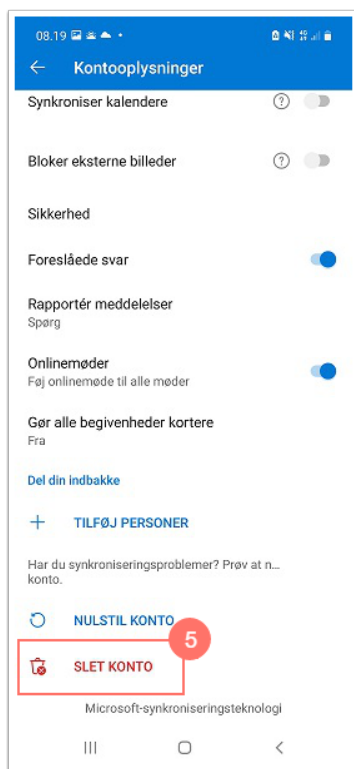 08.19
Kontooplysninger
Synkroniser kalendere
Bloker eksterne billeder
Sikkerhed
Foreslåede svar
Rapportér meddelelser
Spørg
Onlinemøder
Føj onlinemøde til alle møder
Gør alle begivenheder kortere
Fra
Del din indbakke
TILFØJ PERSONER
Har du synkroniseringsproblemer? Prøv at n...
konto.
NULSTIL KONTO
5
SLET KONTO
Microsoft-synkroniseringsteknologi